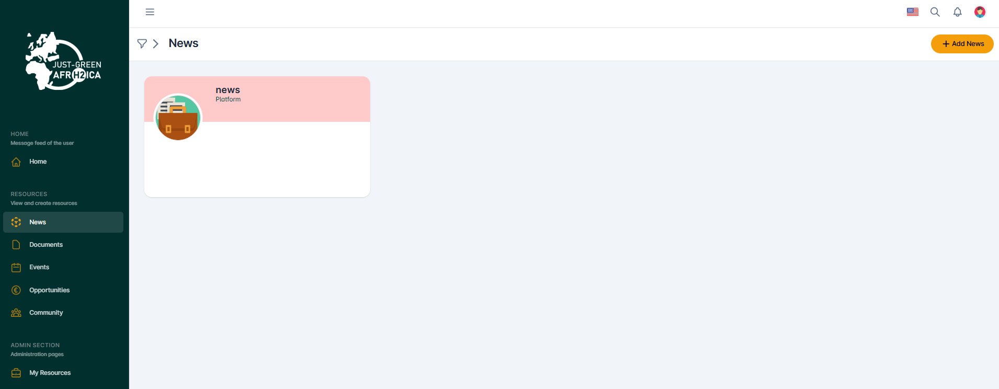 JUST-GREEN
AFRH2ICA
HOME
Message feed of the user
Home
RESOURCES
View and create resources
News
Documents
Events
Opportunities
Community
ADMIN SECTION
Administration pages
My Resources
News
+ Add News
news
Platform